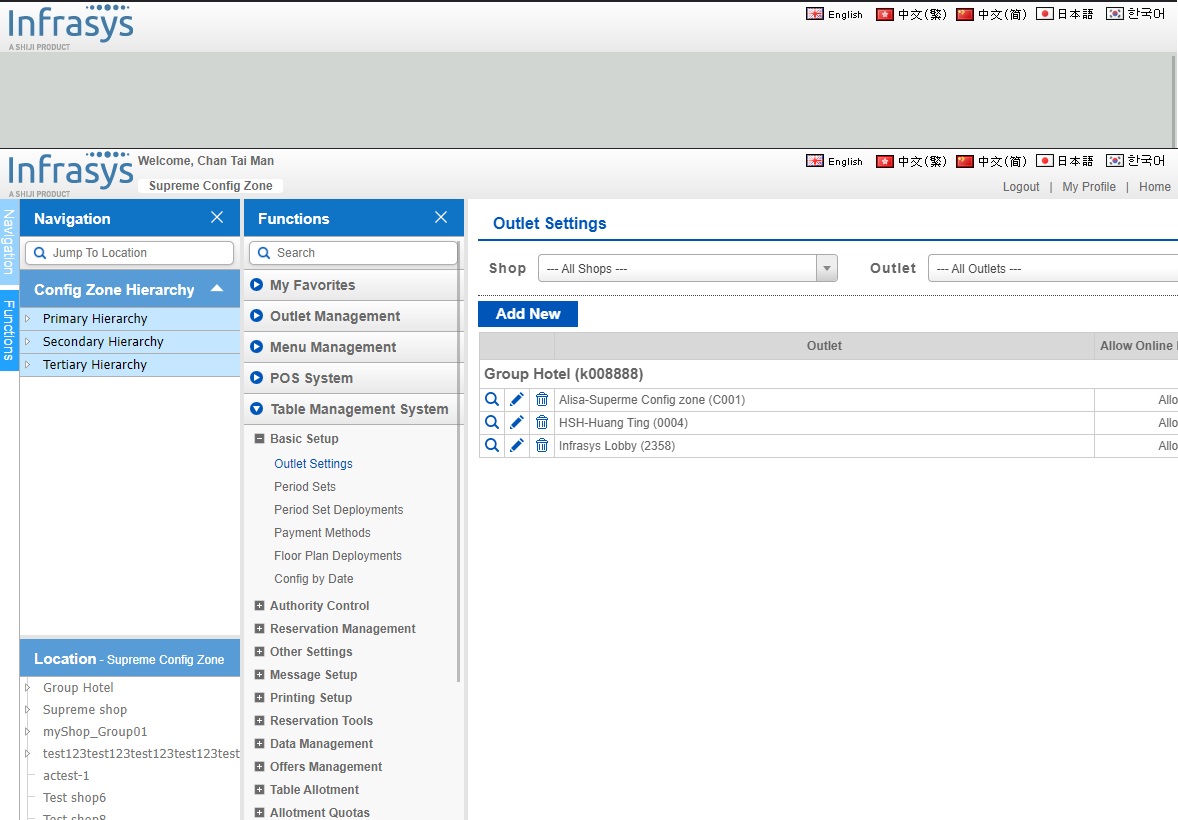 Infrasys
A SHIJI PRODUCT
English 中文(繁) 中文(简) 日本語 한국어
Infrasys
A SHIJI PRODUCT
Welcome, Chan Tai Man
Supreme Config Zone
English 中文(繁) 中文(简) 日本語 한국어
Logout | My Profile | Home
Navigation
Functions
Navigation
Jump To Location
Config Zone Hierarchy
Primary Hierarchy
Secondary Hierarchy
Tertiary Hierarchy
Location - Supreme Config Zone
Group Hotel
Supreme shop
myShop_Group01
test123test123test123test123test
actest-1
Test shop6
Test shop8
Functions
Search
My Favorites
Outlet Management
Menu Management
POS System
Table Management System
Basic Setup
Outlet Settings
Period Sets
Period Set Deployments
Payment Methods
Floor Plan Deployments
Config by Date
Authority Control
Reservation Management
Other Settings
Message Setup
Printing Setup
Reservation Tools
Data Management
Offers Management
Table Allotment
Allotment Quotas
Outlet Settings
Shop --- All Shops --- Outlet --- All Outlets ---
Add New
Outlet Allow Online
Group Hotel (k008888)
Alisa-Superme Config zone (C001) Allo
HSH-Huang Ting (0004) Allo
Infrasys Lobby (2358) Allo